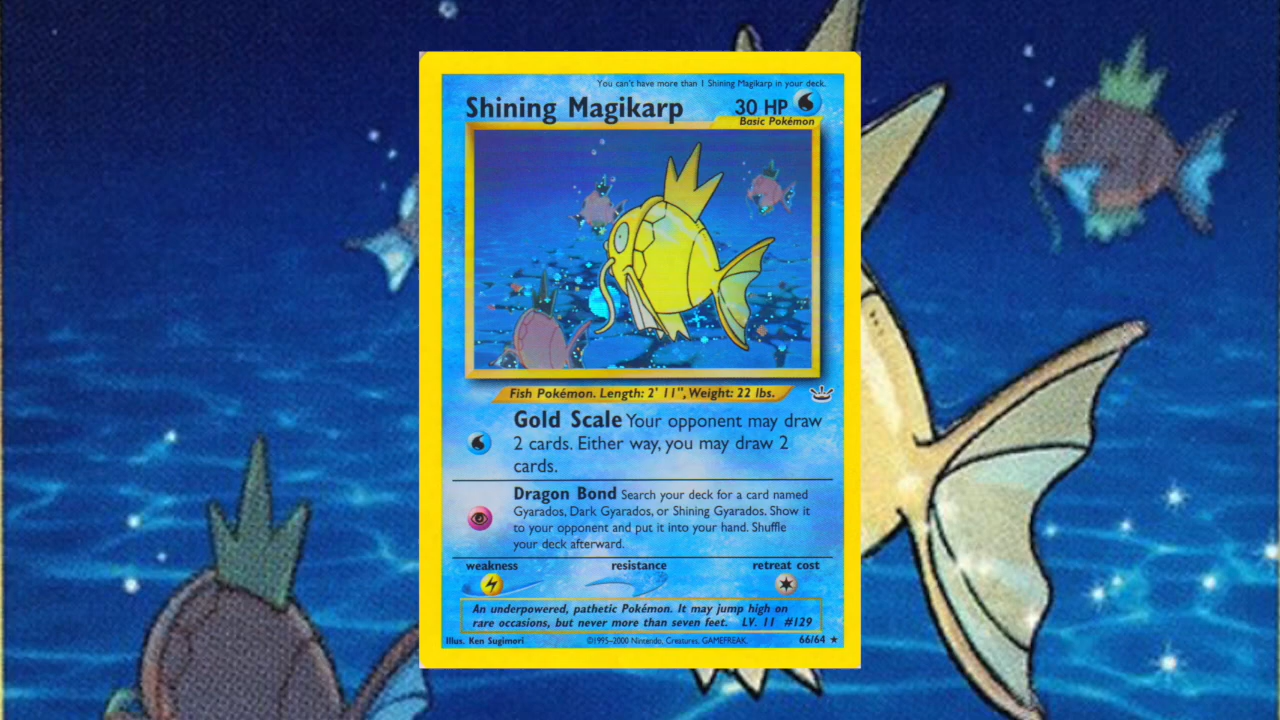 You can't have more than 1 Shining Magikarp in your deck.
Shining Magikarp 30 HP
Basic Pokémon
Fish Pokémon. Length: 2' 11", Weight: 22 lbs.
Gold Scale Your opponent may draw
2 cards. Either way, you may draw 2
cards.
Dragon Bond Search your deck for a card named
Gyarados, Dark Gyarados, or Shining Gyarados. Show it
to your opponent and put it into your hand. Shuffle
your deck afterward.
weakness resistance retreat cost
An underpowered, pathetic Pokémon. It may jump high on
rare occasions, but never more than seven feet. LV. 11 #129
Illus. Ken Sugimori ©1995–2000 Nintendo, Creatures, GAMEFREAK. 66/64 ★